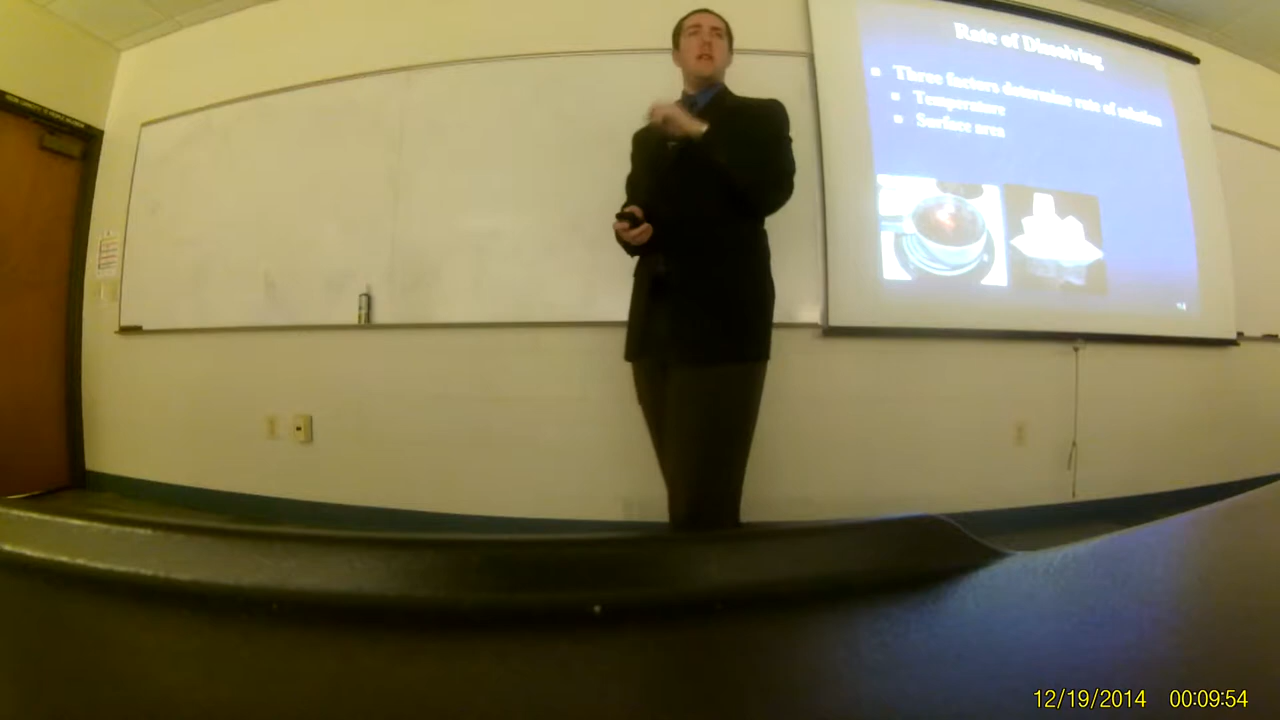 Rate of Dissolving
Three factors determine rate of solution
Temperature
Surface area
12/19/2014 00:09:54